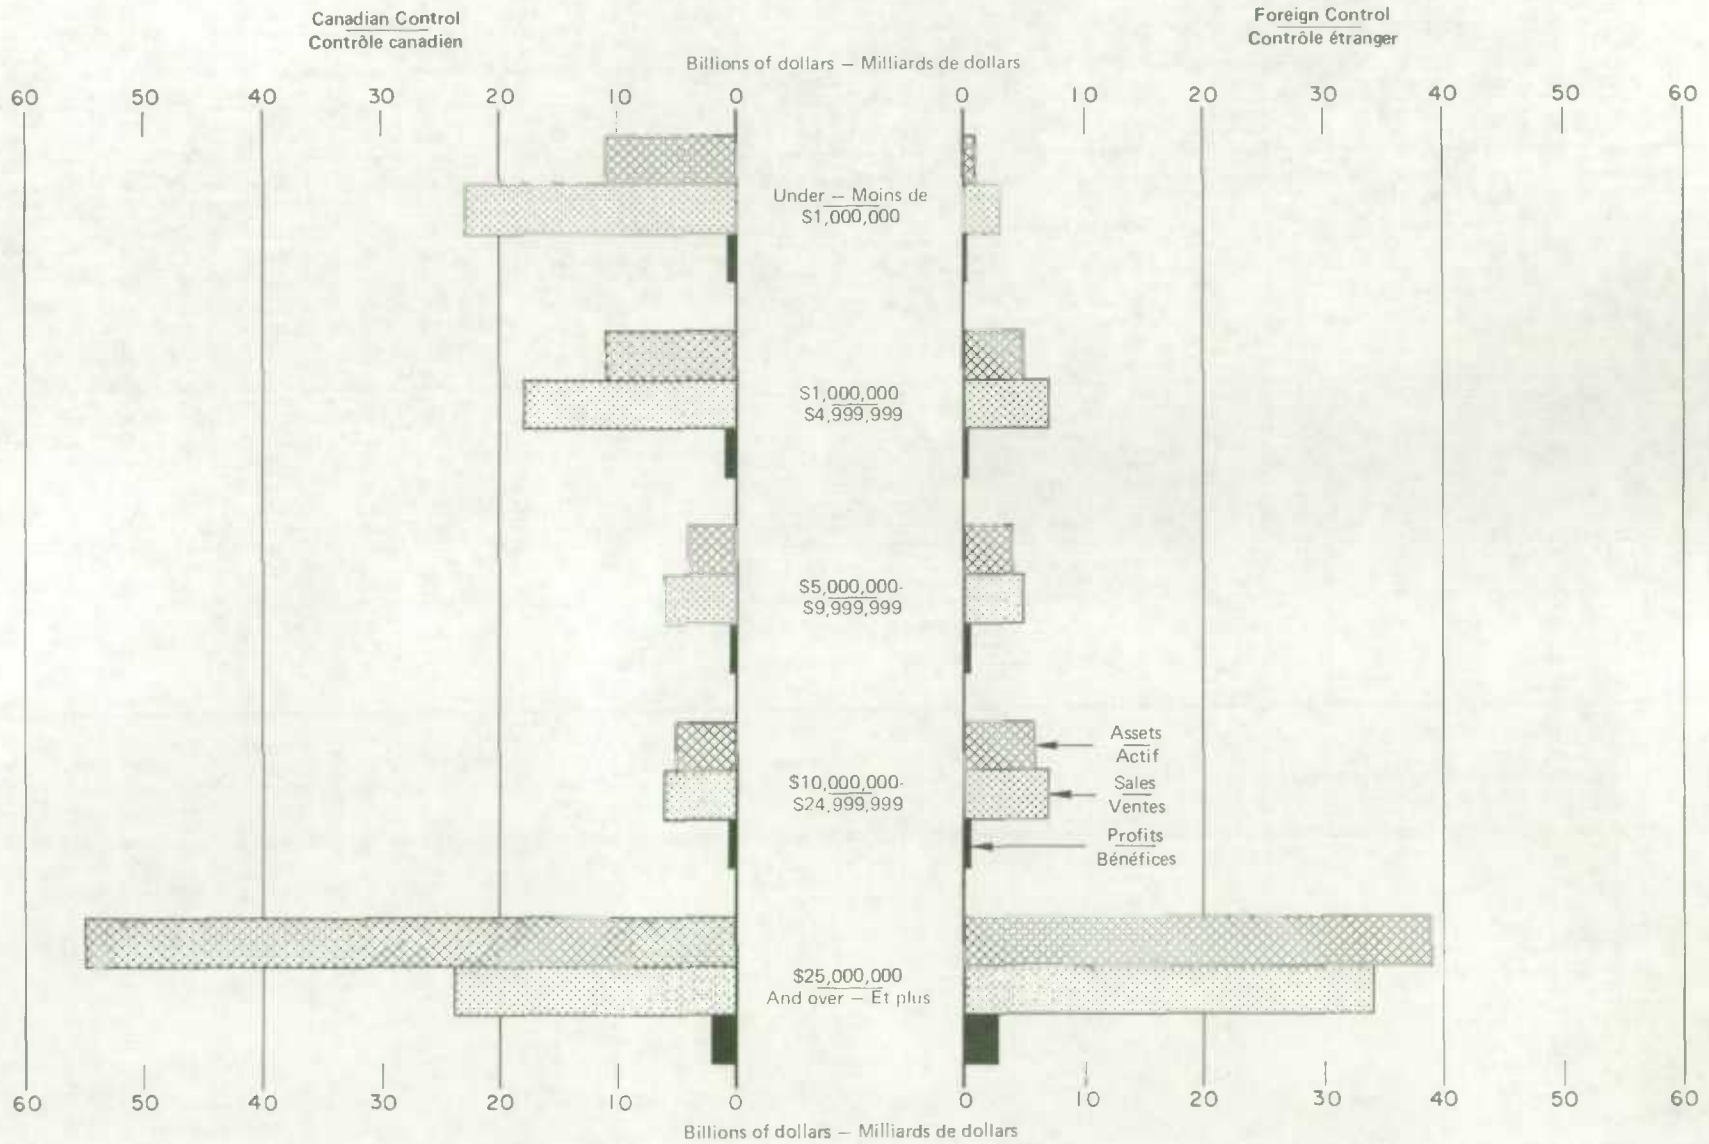 Canadian Control
Contrôle canadien
Foreign Control
Contrôle étranger
Billions of dollars — Milliards de dollars
60 50 40 30 20 10 0 0 10 20 30 40 50 60
Under — Moins de
$1,000,000
$1,000,000
$4,999,999
$5,000,000-
$9,999,999
$10,000,000-
$24,999,999
Assets
Actif
Sales
Ventes
Profits
Bénéfices
$25,000,000
And over — Et plus
60 50 40 30 20 10 0 0 10 20 30 40 50 60
Billions of dollars — Milliards de dollars